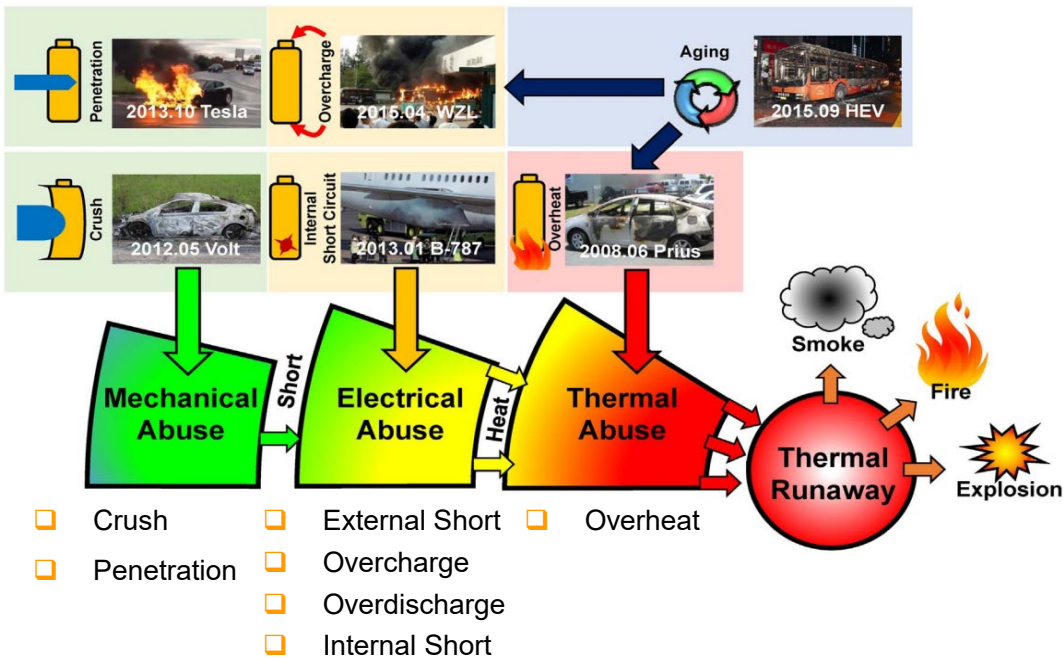 Penetration
2013.10 Tesla
Overcharge
2015.04, WZL
Aging
2015.09 HEV
Crush
2012.05 Volt
Internal
Short Circuit
2013.01 B-787
Overheat
2008.06 Prius
Mechanical
Abuse
Short
Electrical
Abuse
Heat
Thermal
Abuse
Thermal
Runaway
Smoke
Fire
Explosion
Crush
Penetration
External Short
Overcharge
Overdischarge
Internal Short
Overheat